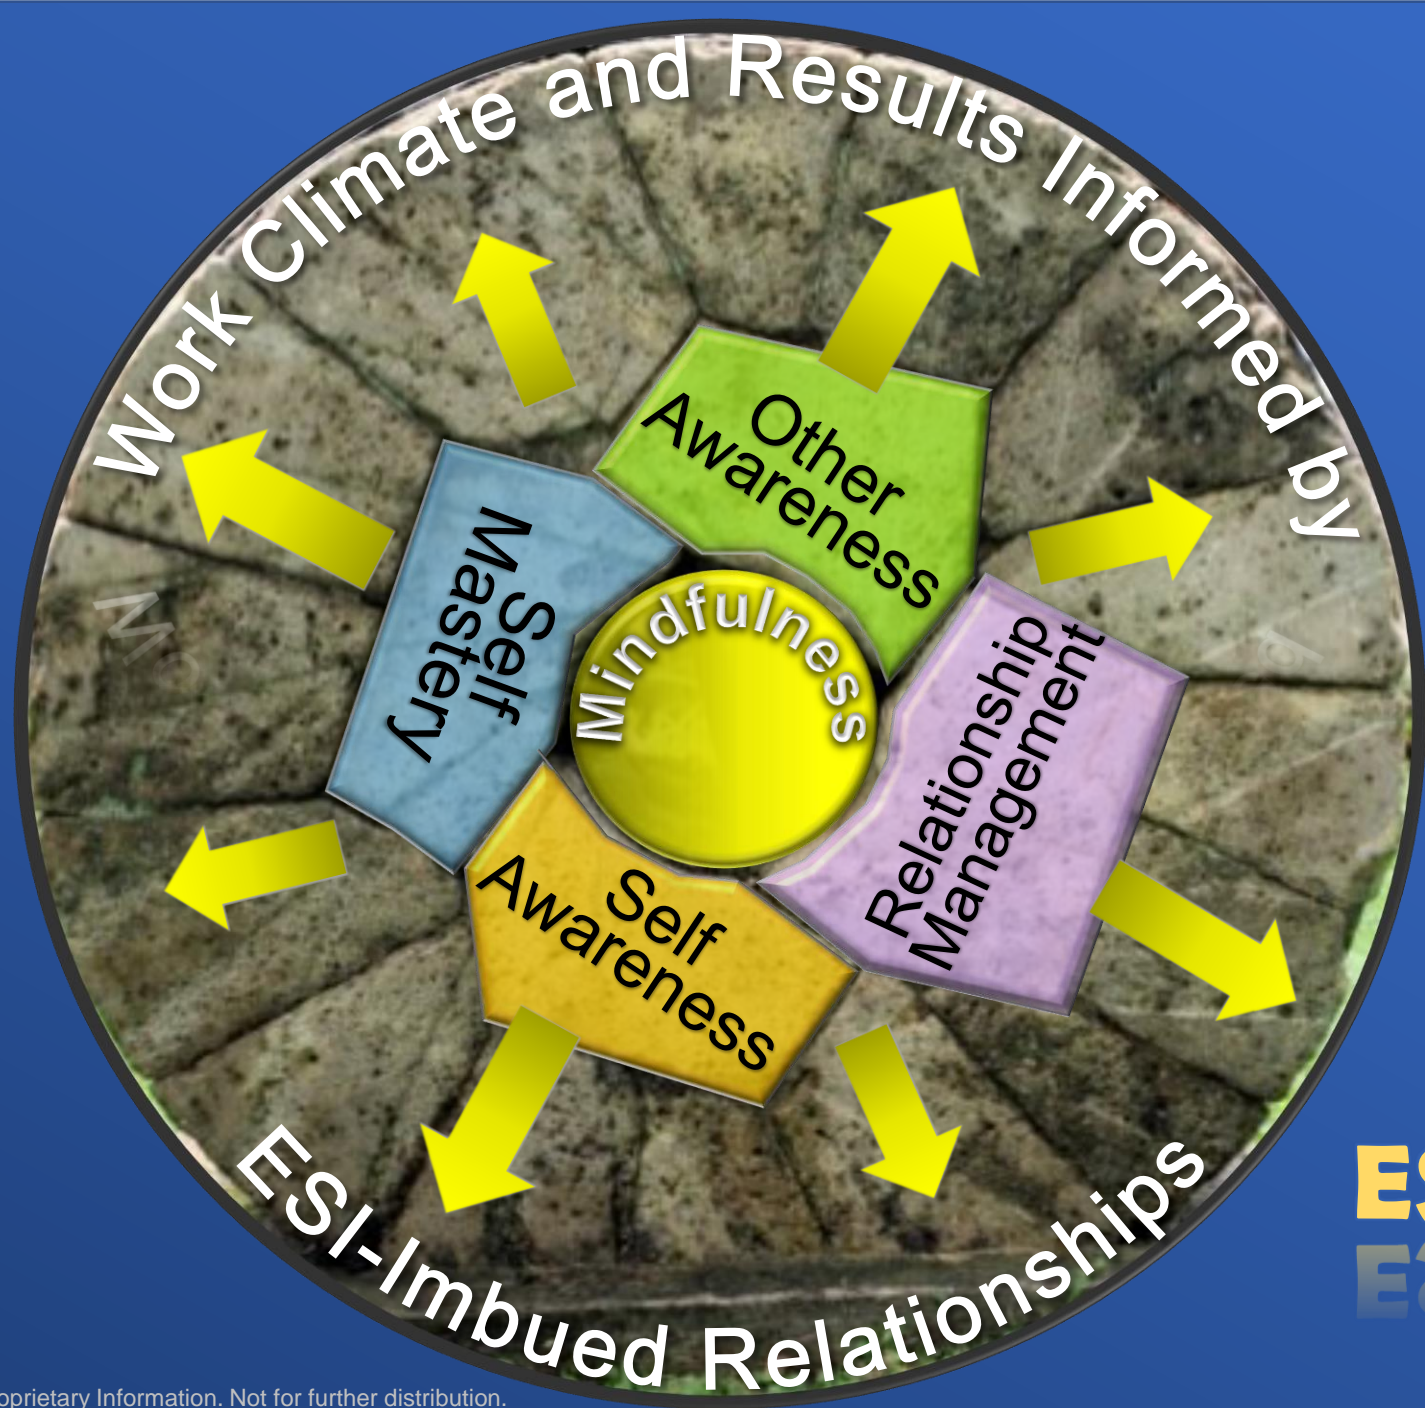 Work Climate and Results Informed by
Other
Awareness
Self
Mastery
Mindfulness
Relationship
Management
Self
Awareness
ESI-Imbued Relationships
Information. Not for further distribution.